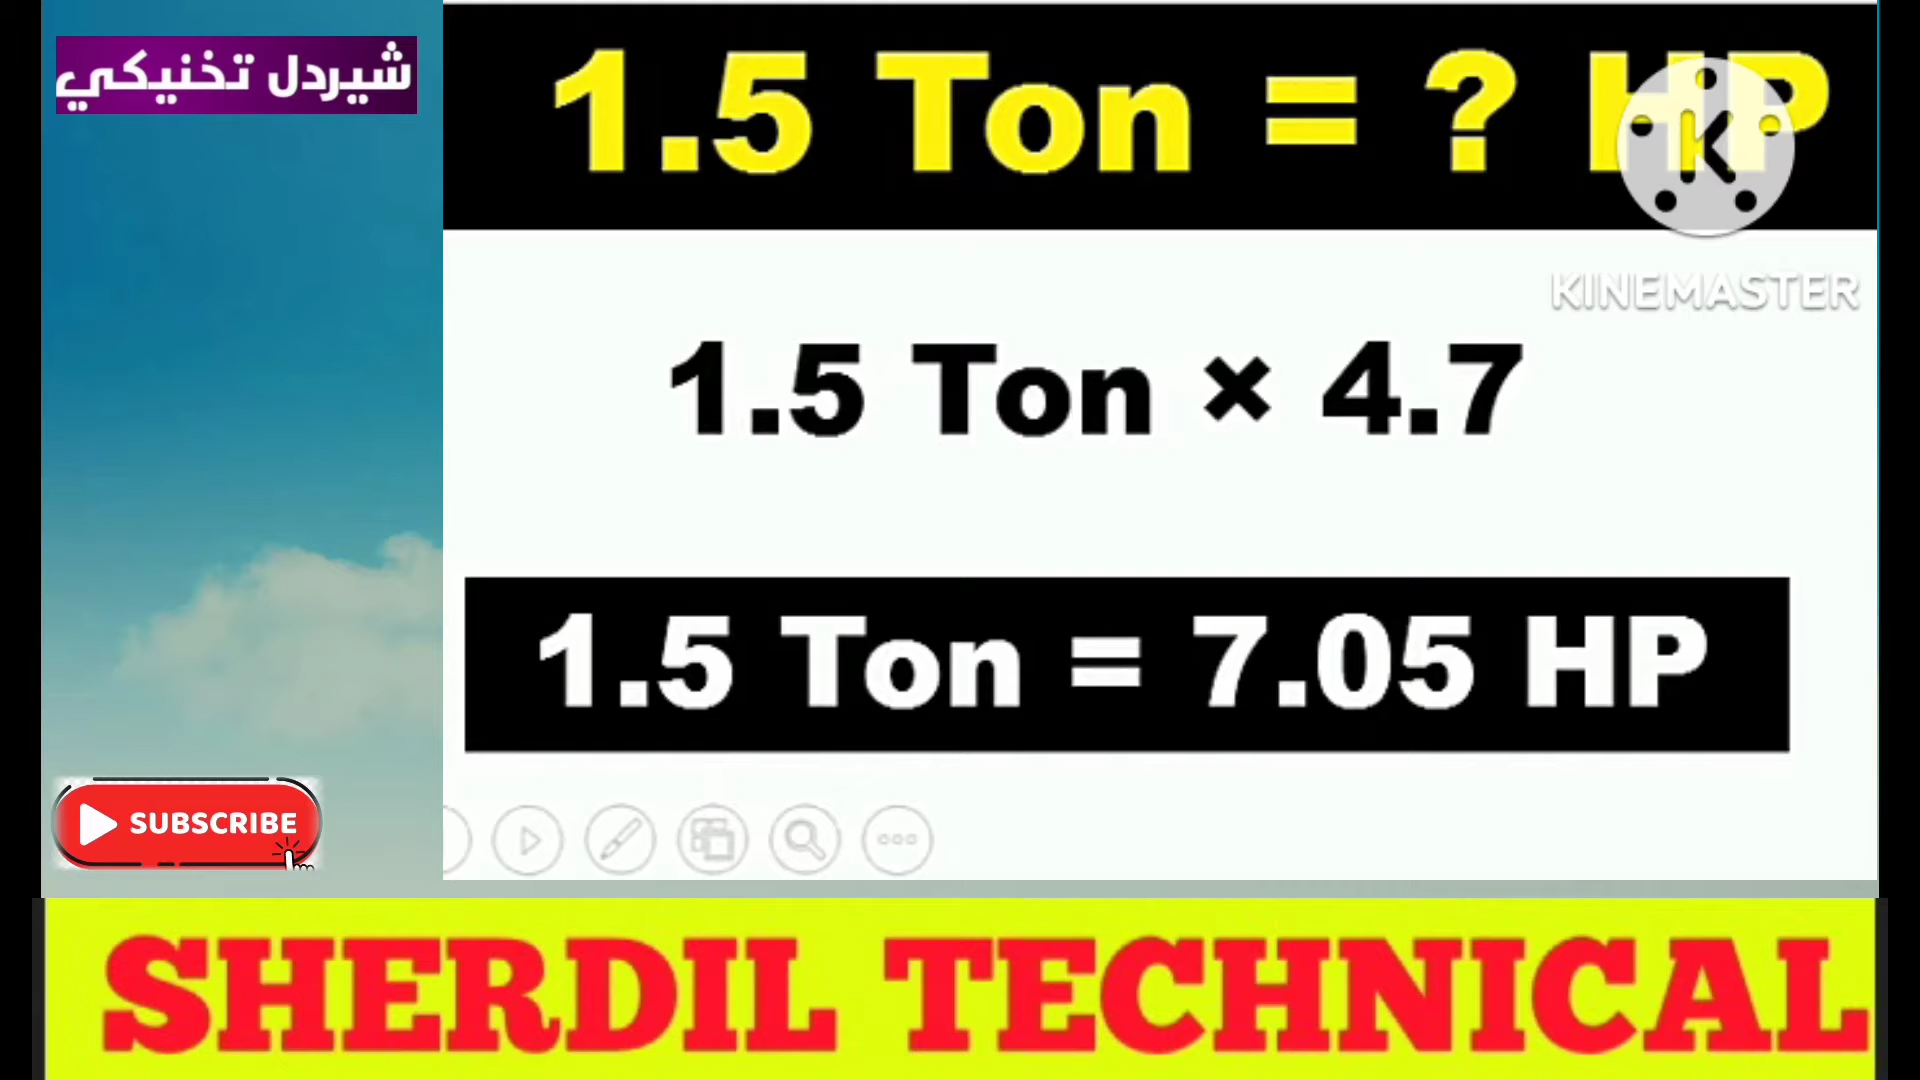 شيردل تخنيكي
1.5 Ton = ? HP
KINEMASTER
1.5 Ton × 4.7
1.5 Ton = 7.05 HP
SUBSCRIBE
SHERDIL TECHNICAL